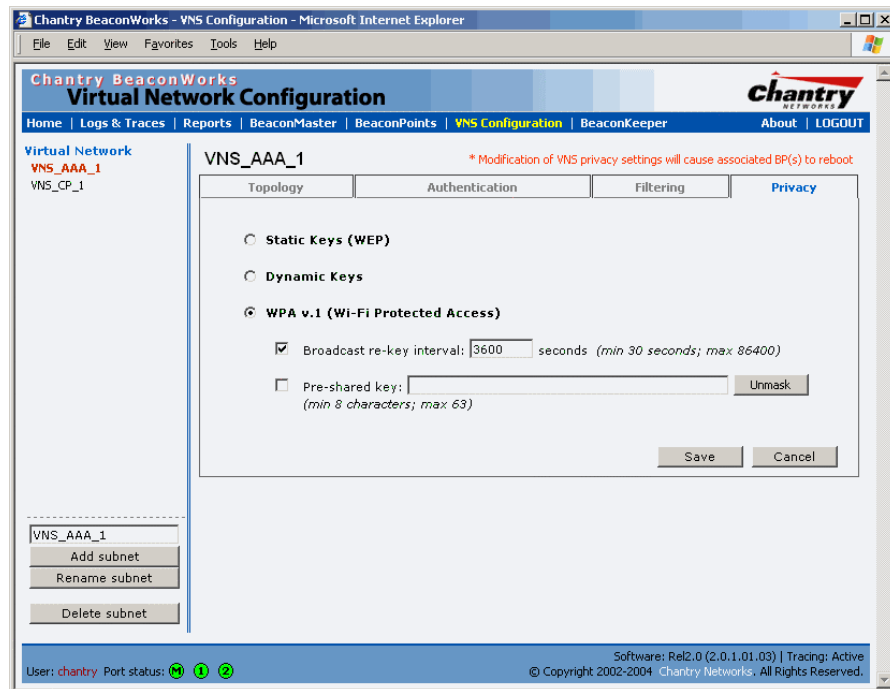 Chantry BeaconWorks - VNS Configuration - Microsoft Internet Explorer
File Edit View Favorites Tools Help
Chantry BeaconWorks
Virtual Network Configuration
chantry
NETWORKS
Home | Logs & Traces | Reports | BeaconMaster | BeaconPoints | VNS Configuration | BeaconKeeper About | LOGOUT
Virtual Network
VNS_AAA_1
VNS_CP_1
VNS_AAA_1 * Modification of VNS privacy settings will cause associated BP(s) to reboot
Topology Authentication Filtering Privacy
Static Keys (WEP)
Dynamic Keys
WPA v.1 (Wi-Fi Protected Access)
Broadcast re-key interval: 3600 seconds (min 30 seconds; max 86400)
Pre-shared key: Unmask
(min 8 characters; max 63)
Save Cancel
VNS_AAA_1
Add subnet
Rename subnet
Delete subnet
Software: Rel2.0 (2.0.1.01.03) | Tracing: Active
User: chantry Port status: M 1 2 © Copyright 2002-2004 Chantry Networks. All Rights Reserved.